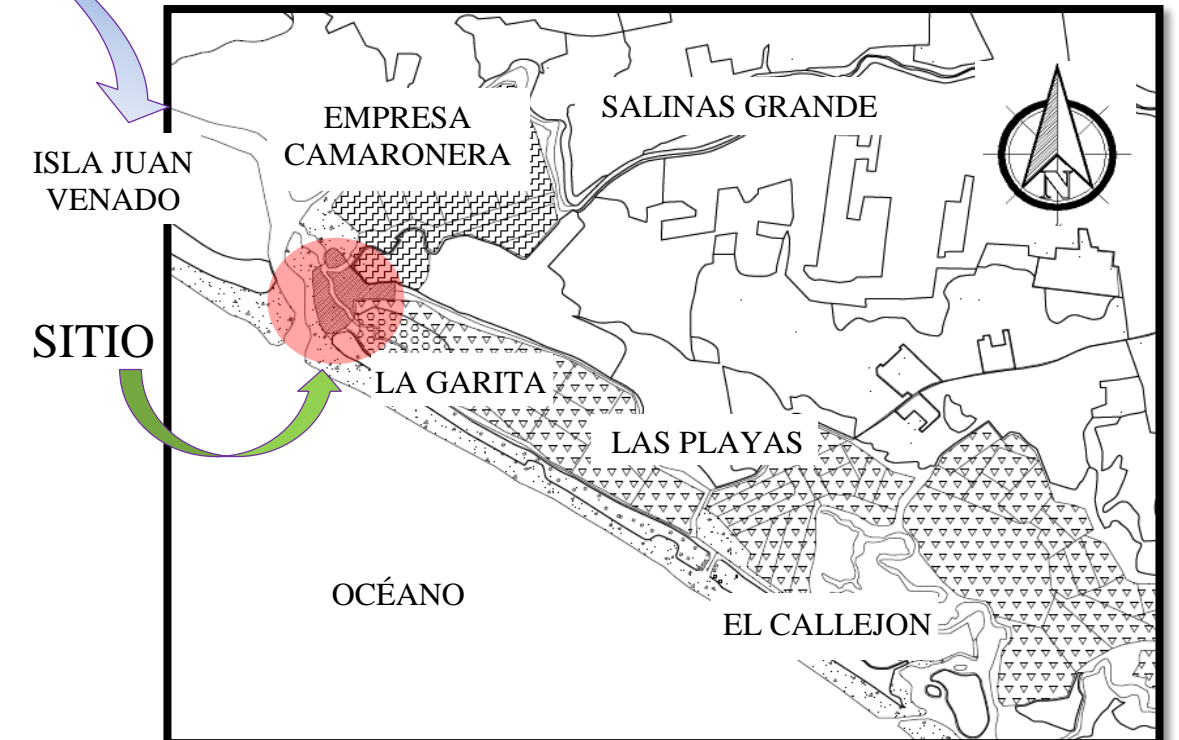 SALINAS GRANDE
EMPRESA
CAMARONERA
ISLA JUAN
VENADO
N
SITIO
LA GARITA
LAS PLAYAS
OCÉANO
EL CALLEJON